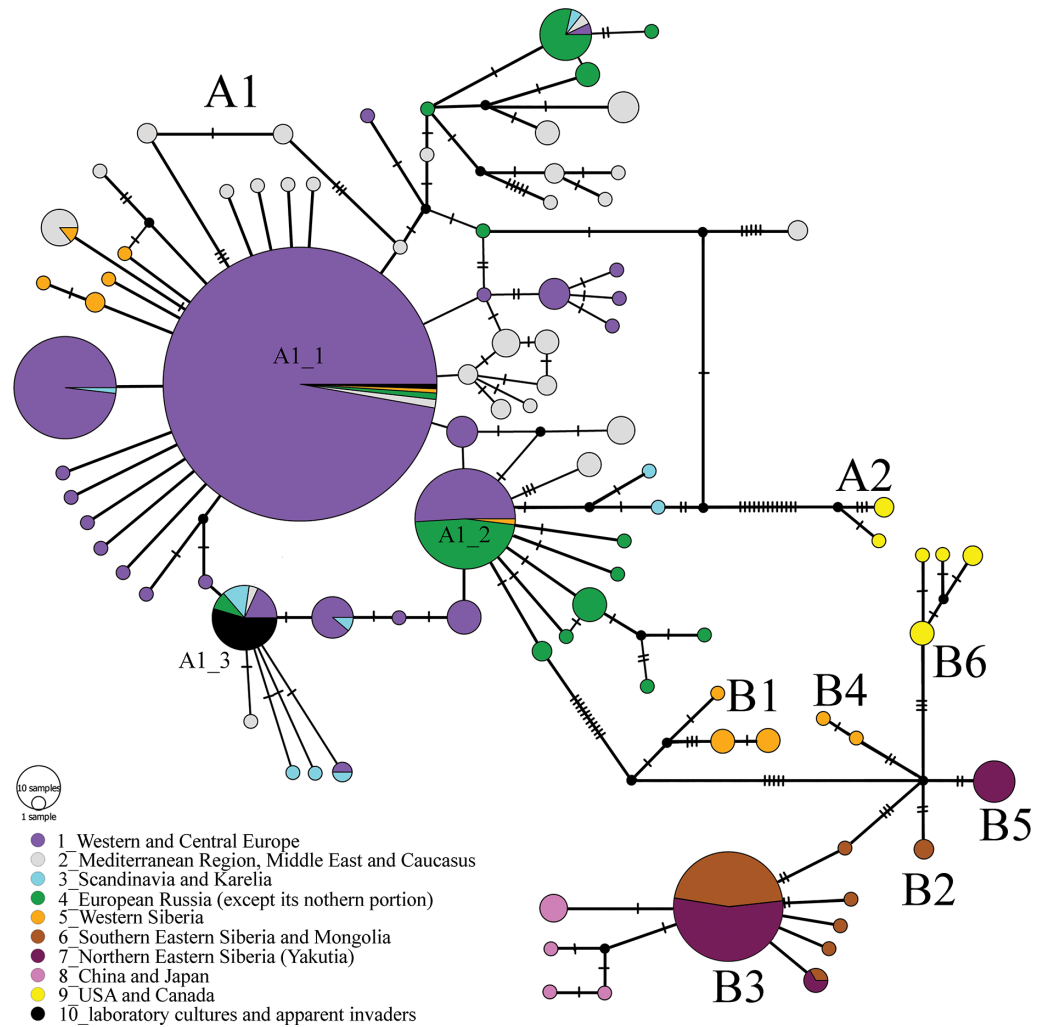 A1
A1_1
A2
A1_2
B6
A1_3
B1
B4
B5
B2
B3
10 samples
1 sample
1_Western and Central Europe
2_Mediterranean Region, Middle East and Caucasus
3_Scandinavia and Karelia
4_European Russia (except its nothern portion)
5_Western Siberia
6_Southern Eastern Siberia and Mongolia
7_Northern Eastern Siberia (Yakutia)
8_China and Japan
9_USA and Canada
10_laboratory cultures and apparent invaders